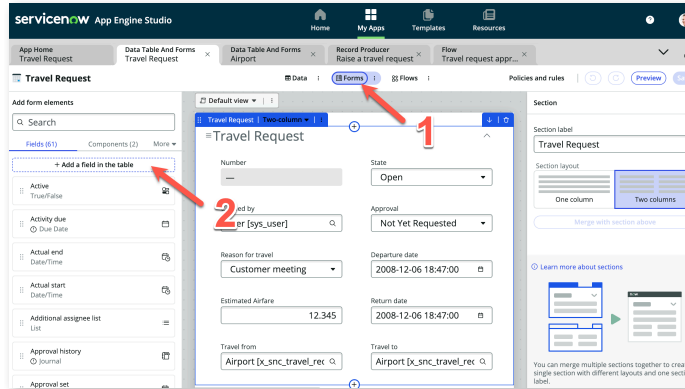 servicenow App Engine Studio
Home
My Apps
Templates
Resources
?
App Home
Travel Request
Data Table And Forms
Travel Request
Data Table And Forms
Airport
Record Producer
Raise a travel request
Flow
Travel request appr...
Travel Request
Data
Forms
Flows
Policies and rules
Preview
Add form elements
Search
Fields (61)
Components (2)
More
+ Add a field in the table
Active
True/False
Activity due
Due Date
Actual end
Date/Time
Actual start
Date/Time
Additional assignee list
List
Approval history
Journal
Approval set
Default view
Travel Request | Two-column
Travel Request
Number
—
State
Open
Approval
Not Yet Requested
[sys_user]
Reason for travel
Customer meeting
Departure date
2008-12-06 18:47:00
Estimated Airfare
12.345
Return date
2008-12-06 18:47:00
Travel from
Airport [x_snc_travel_rec
Travel to
Airport [x_snc_travel_rec
1
2
Section
Section label
Travel Request
Section layout
One column
Two columns
Merge with section above
Learn more about sections
You can merge multiple sections together to crea
single section with different layouts and one secti
label.